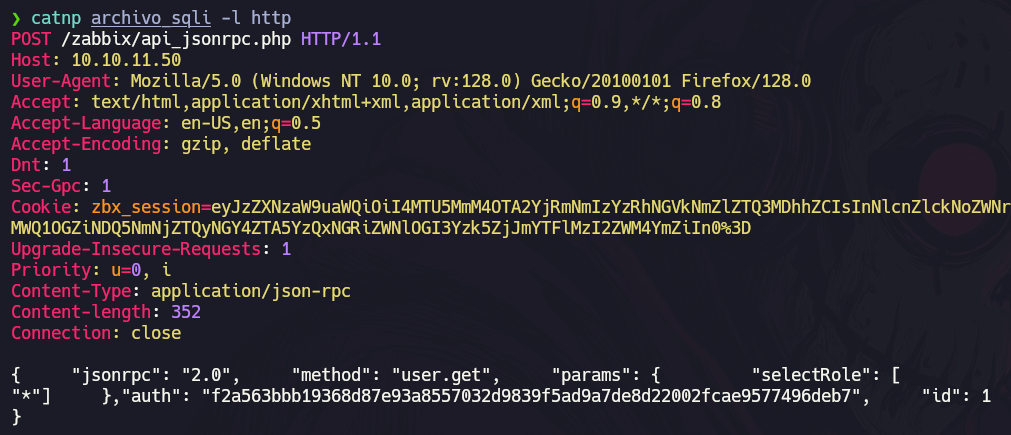 ❯ catnp archivo_sqli -l http
POST /zabbix/api_jsonrpc.php HTTP/1.1
Host: 10.10.11.50
User-Agent: Mozilla/5.0 (Windows NT 10.0; rv:128.0) Gecko/20100101 Firefox/128.0
Accept: text/html,application/xhtml+xml,application/xml;q=0.9,*/*;q=0.8
Accept-Language: en-US,en;q=0.5
Accept-Encoding: gzip, deflate
Dnt: 1
Sec-Gpc: 1
Cookie: zbx_session=eyJzZXNzaW9uaWQiOiI4MTU5MmM4OTA2YjRmNmIzYzRhNGVkNmZlZTQ3MDhhZCIsInNlcnZlckNoZWNr
MWQ1OGZiNDQ5NmNjZTQyNGY4ZTA5YzQxNGRiZWNlOGI3Yzk5ZjJmYTFlMzI2ZWM4YmZiIn0%3D
Upgrade-Insecure-Requests: 1
Priority: u=0, i
Content-Type: application/json-rpc
Content-length: 352
Connection: close
{     "jsonrpc": "2.0",     "method": "user.get",     "params": {         "selectRole": [
"*"]     },"auth": "f2a563bbb19368d87e93a8557032d9839f5ad9a7de8d22002fcae9577496deb7",     "id": 1
}